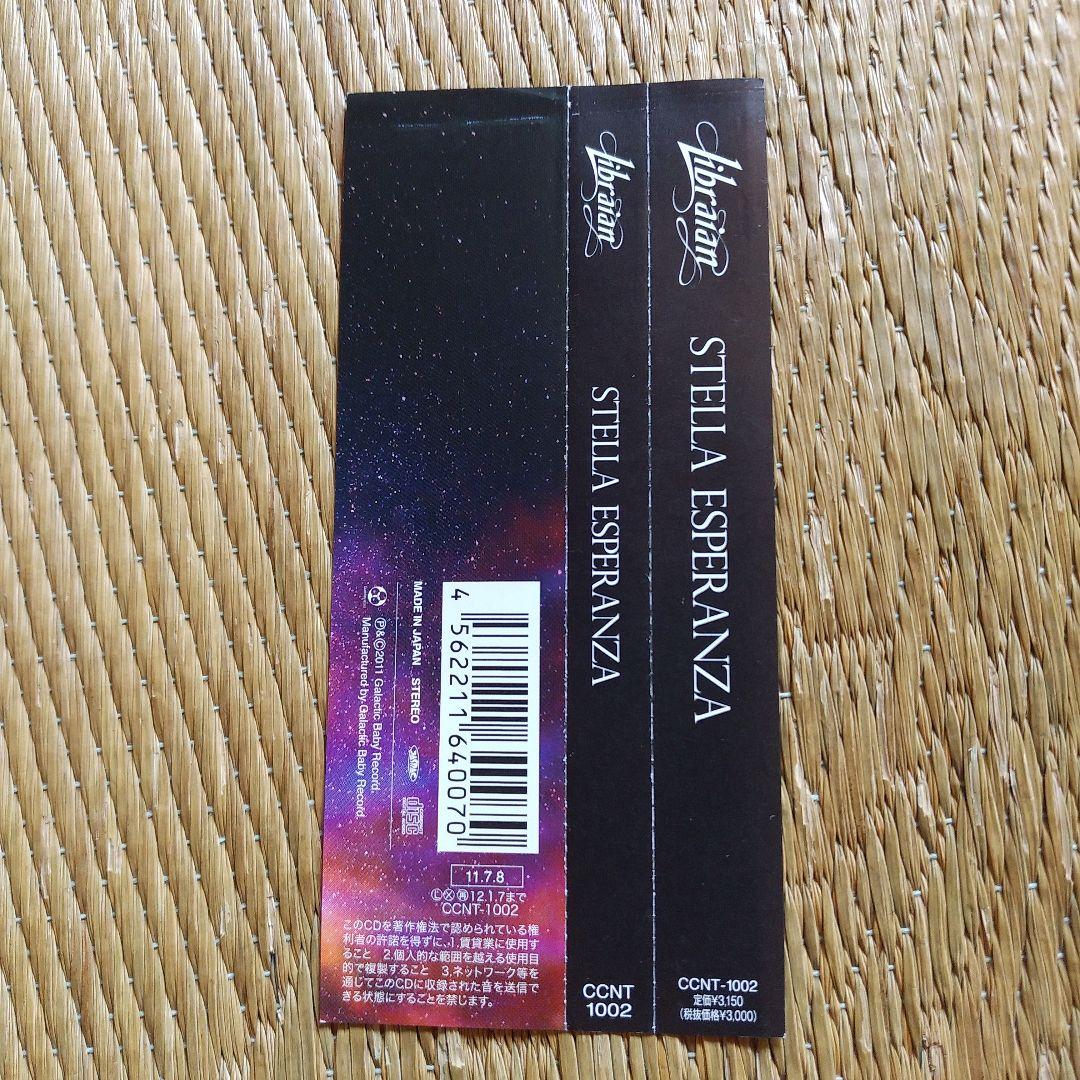 Libraian
STELLA ESPERANZA
CCNT-1002
定価¥3,150
(税抜価格¥3,000)
Libraian
STELLA ESPERANZA
CCNT
1002
4 562211 640070
MADE IN JAPAN STEREO
disc
Ⓟ&©2011 Galactic Baby Record.
Manufactured by Galactic Baby Record.
11.7.8
Ⓛ Ⓧ 再 12.1.7まで
CCNT-1002
このCDを著作権法で認められている権
利者の許諾を得ずに、1.賃貸業に使用す
ること 2.個人的な範囲を越える使用目
的で複製すること 3.ネットワーク等を
通じてこのCDに収録された音を送信で
きる状態にすることを禁じます。